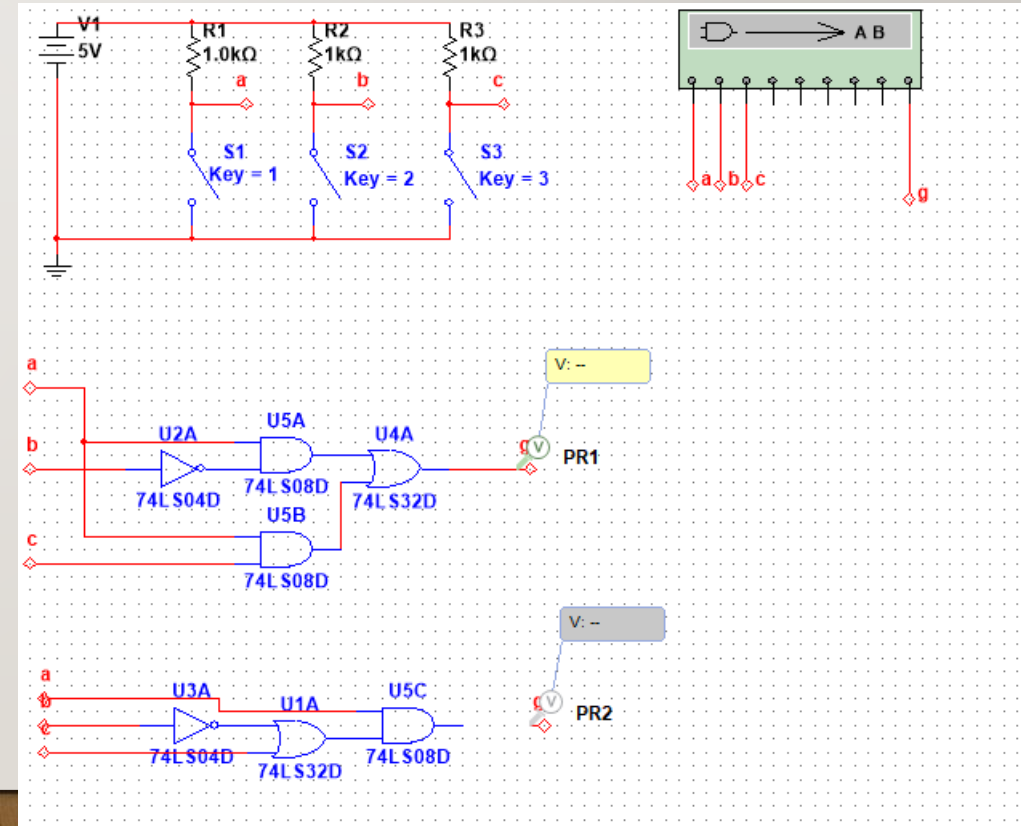 V1
5V
R1
1.0kΩ
R2
1kΩ
R3
1kΩ
a
b
c
S1
Key = 1
S2
Key = 2
S3
Key = 3
A B
a b c
g
a
b
c
U2A
74LS04D
U5A
74LS08D
U5B
74LS08D
U4A
74LS32D
V: --
g
V
PR1
a
b
c
U3A
74LS04D
U1A
74LS32D
U5C
74LS08D
V: --
g
V
PR2